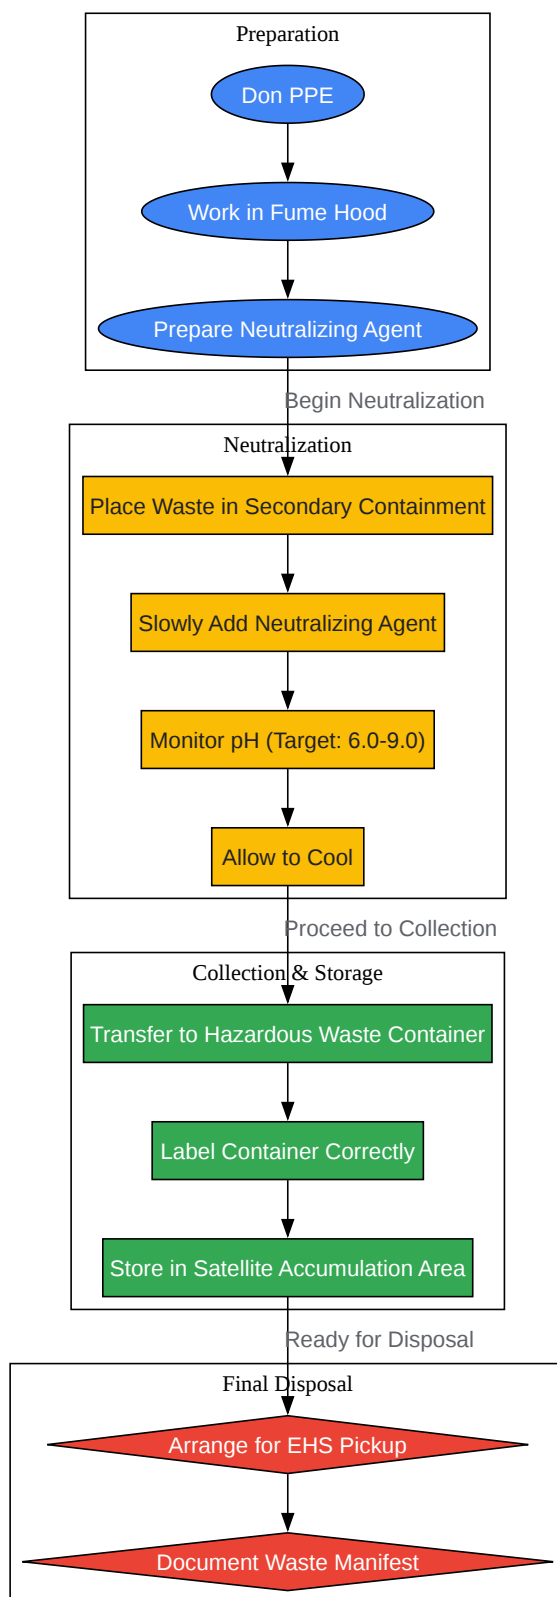 Preparation
Don PPE
Work in Fume Hood
Prepare Neutralizing Agent
Begin Neutralization
Neutralization
Place Waste in Secondary Containment
Slowly Add Neutralizing Agent
Monitor pH (Target: 6.0-9.0)
Allow to Cool
Proceed to Collection
Collection & Storage
Transfer to Hazardous Waste Container
Label Container Correctly
Store in Satellite Accumulation Area
Ready for Disposal
Final Disposal
Arrange for EHS Pickup
Document Waste Manifest